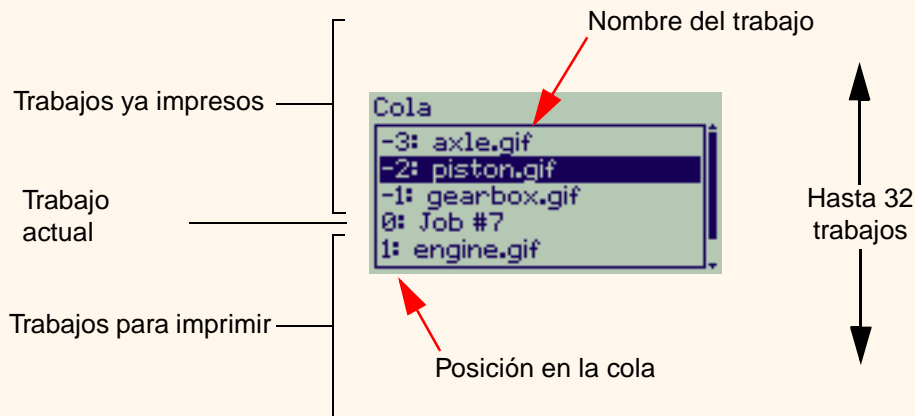 Nombre del trabajo
Trabajos ya impresos
Cola
-3: axle.gif
-2: piston.gif
-1: gearbox.gif
0: Job #7
1: engine.gif
Trabajo
actual
Hasta 32
trabajos
Trabajos para imprimir
Posición en la cola